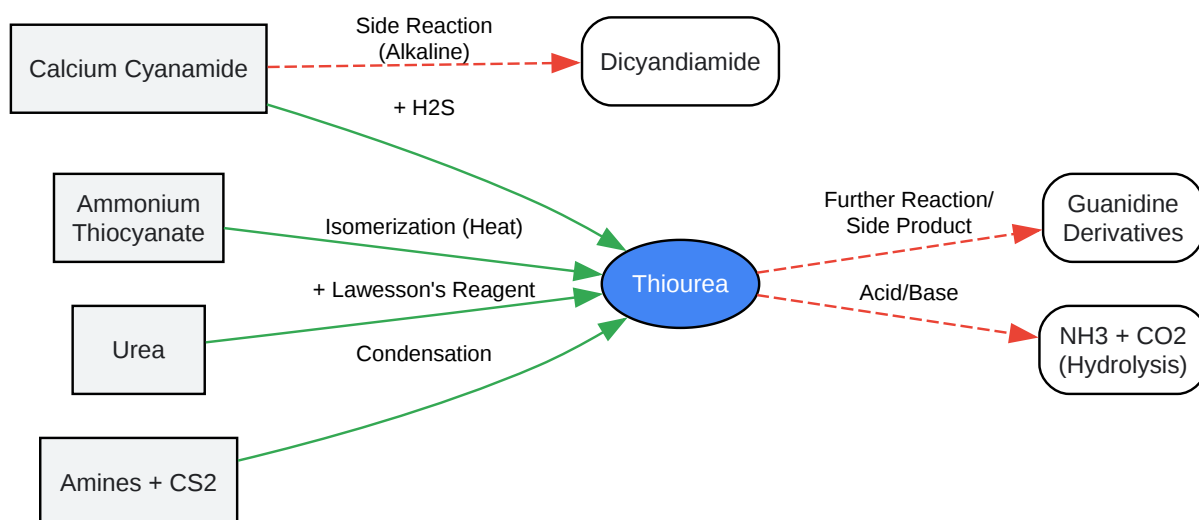 Side Reaction
(Alkaline)
Calcium Cyanamide
Dicyandiamide
+ H2S
Ammonium
Thiocyanate
Isomerization (Heat)
Further Reaction/
Side Product
Guanidine
Derivatives
+ Lawesson's Reagent
Thiourea
Acid/Base
Urea
Condensation
NH3 + CO2
(Hydrolysis)
Amines + CS2